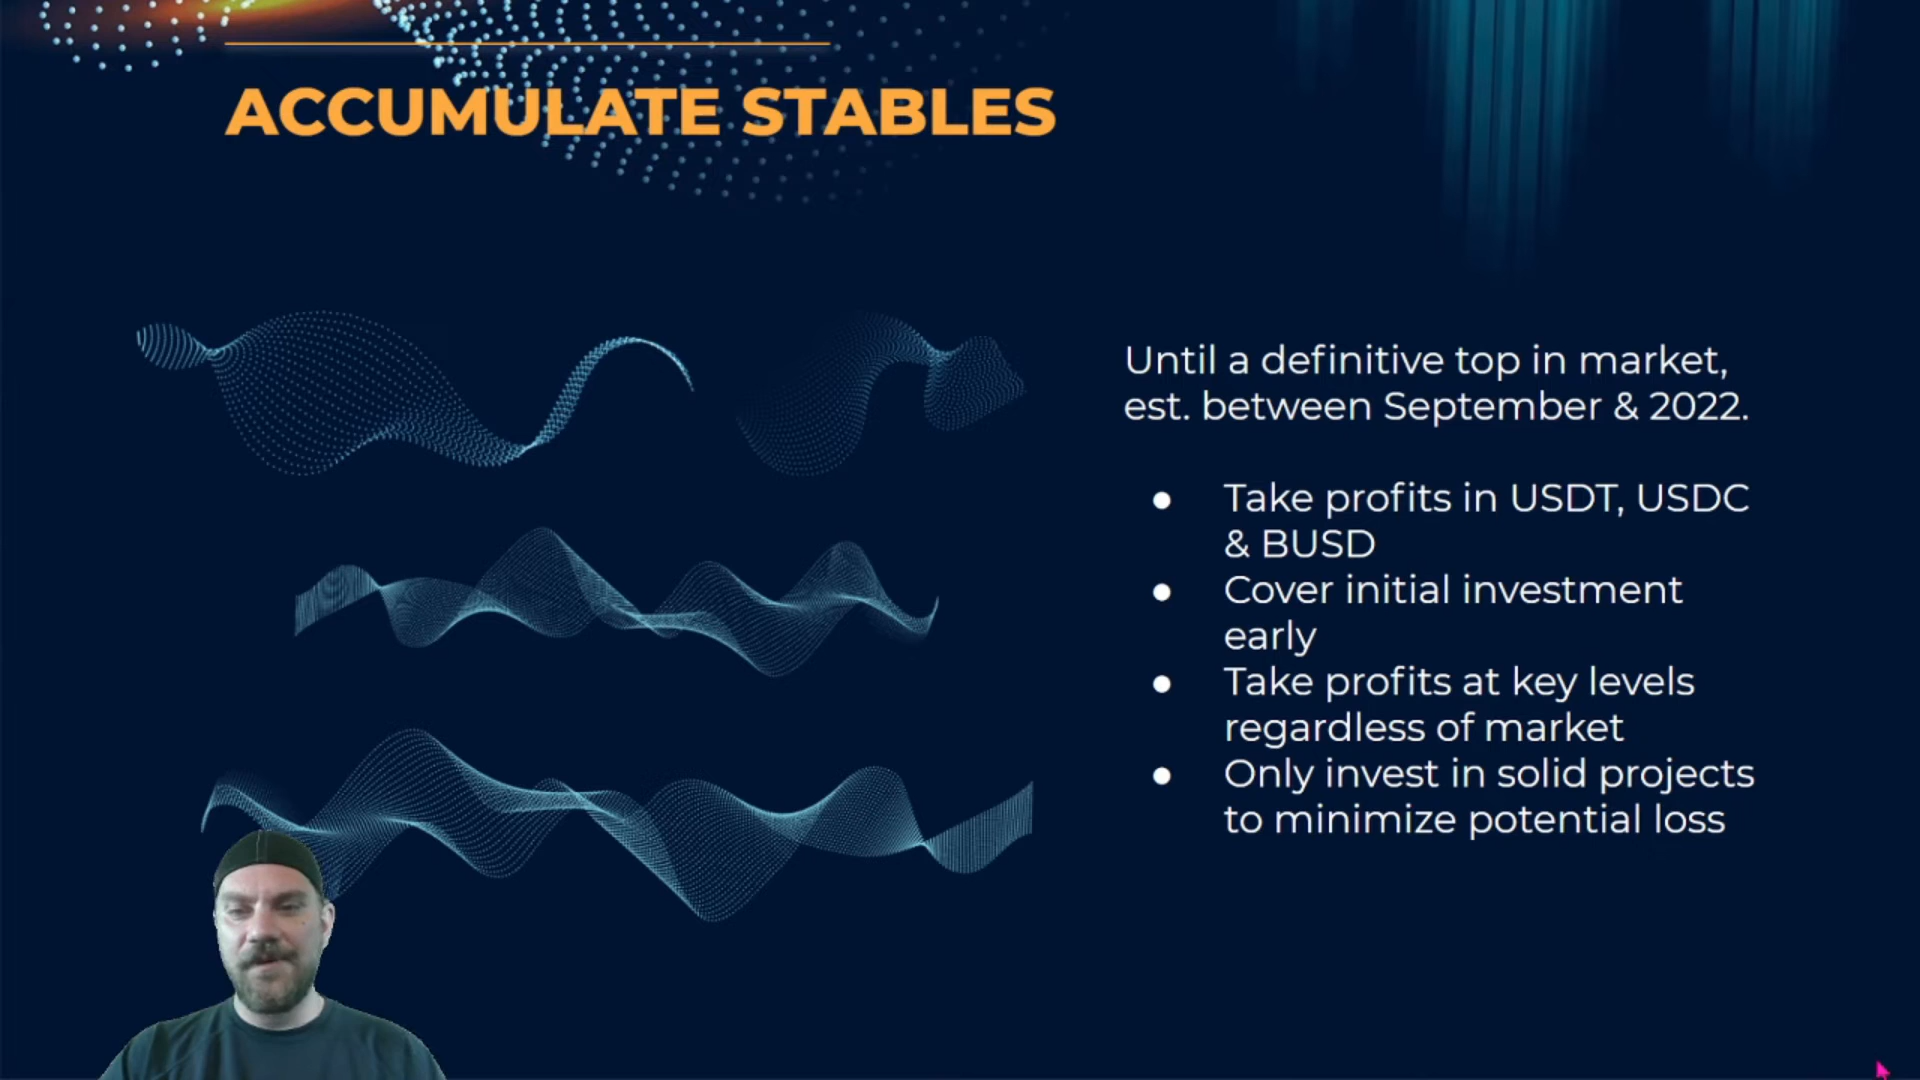 ACCUMULATE STABLES
Until a definitive top in market,
est. between September & 2022.
● Take profits in USDT, USDC
& BUSD
● Cover initial investment
early
● Take profits at key levels
regardless of market
● Only invest in solid projects
to minimize potential loss